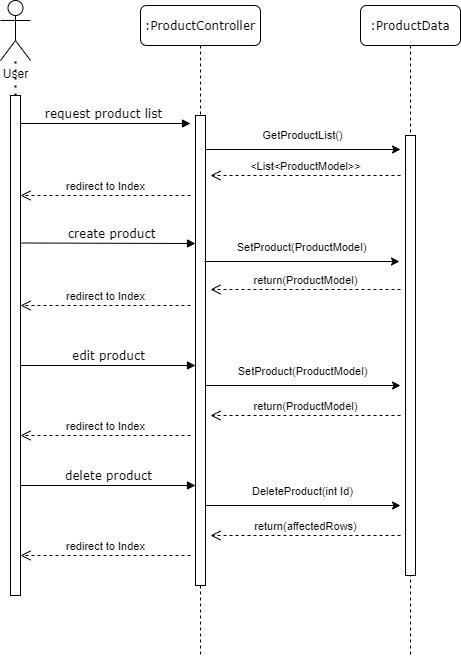 :ProductController
:ProductData
User
request product list
GetProductList()
<List<ProductModel>>
redirect to Index
create product
SetProduct(ProductModel)
return(ProductModel)
redirect to Index
edit product
SetProduct(ProductModel)
return(ProductModel)
redirect to Index
delete product
DeleteProduct(int Id)
return(affectedRows)
redirect to Index